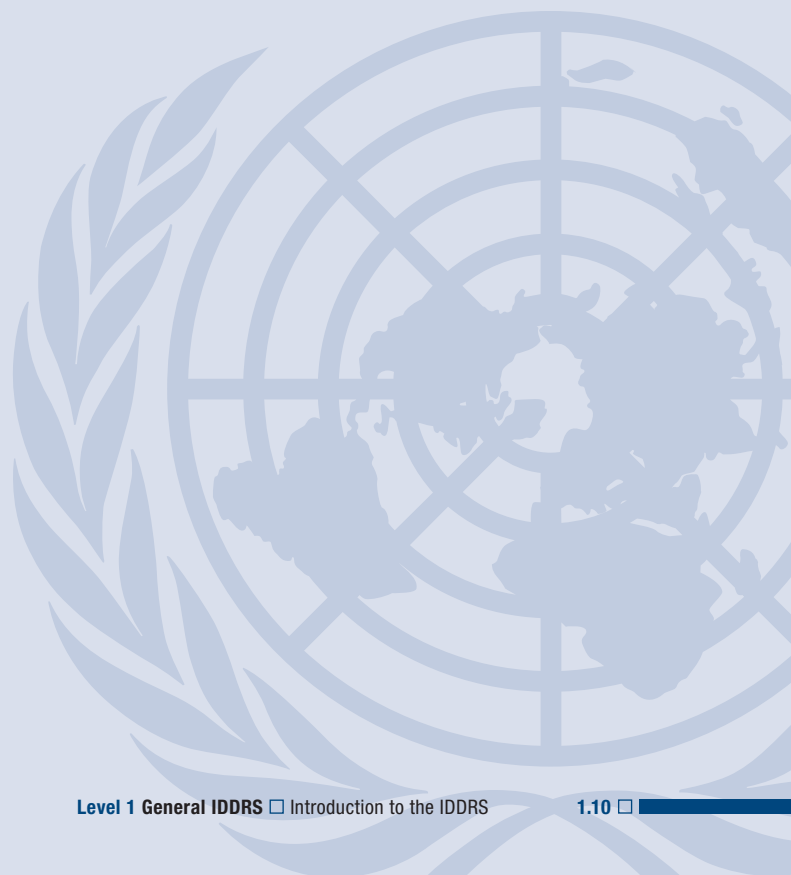 Level 1 General IDDRS □ Introduction to the IDDRS 1.10 □